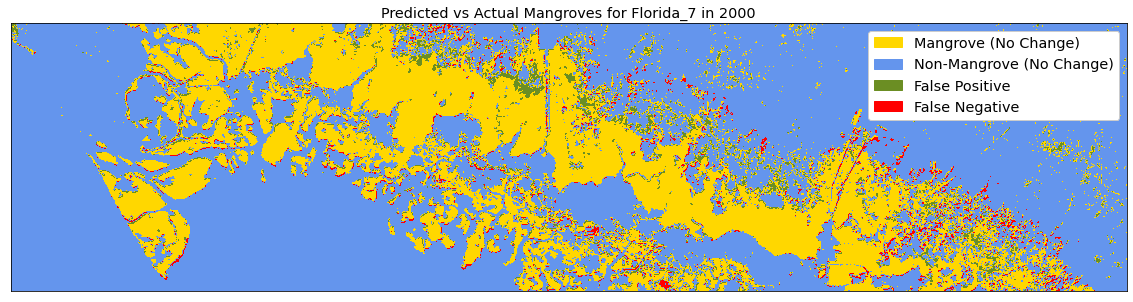 Predicted vs Actual Mangroves for Florida_7 in 2000
Mangrove (No Change)
Non-Mangrove (No Change)
False Positive
False Negative